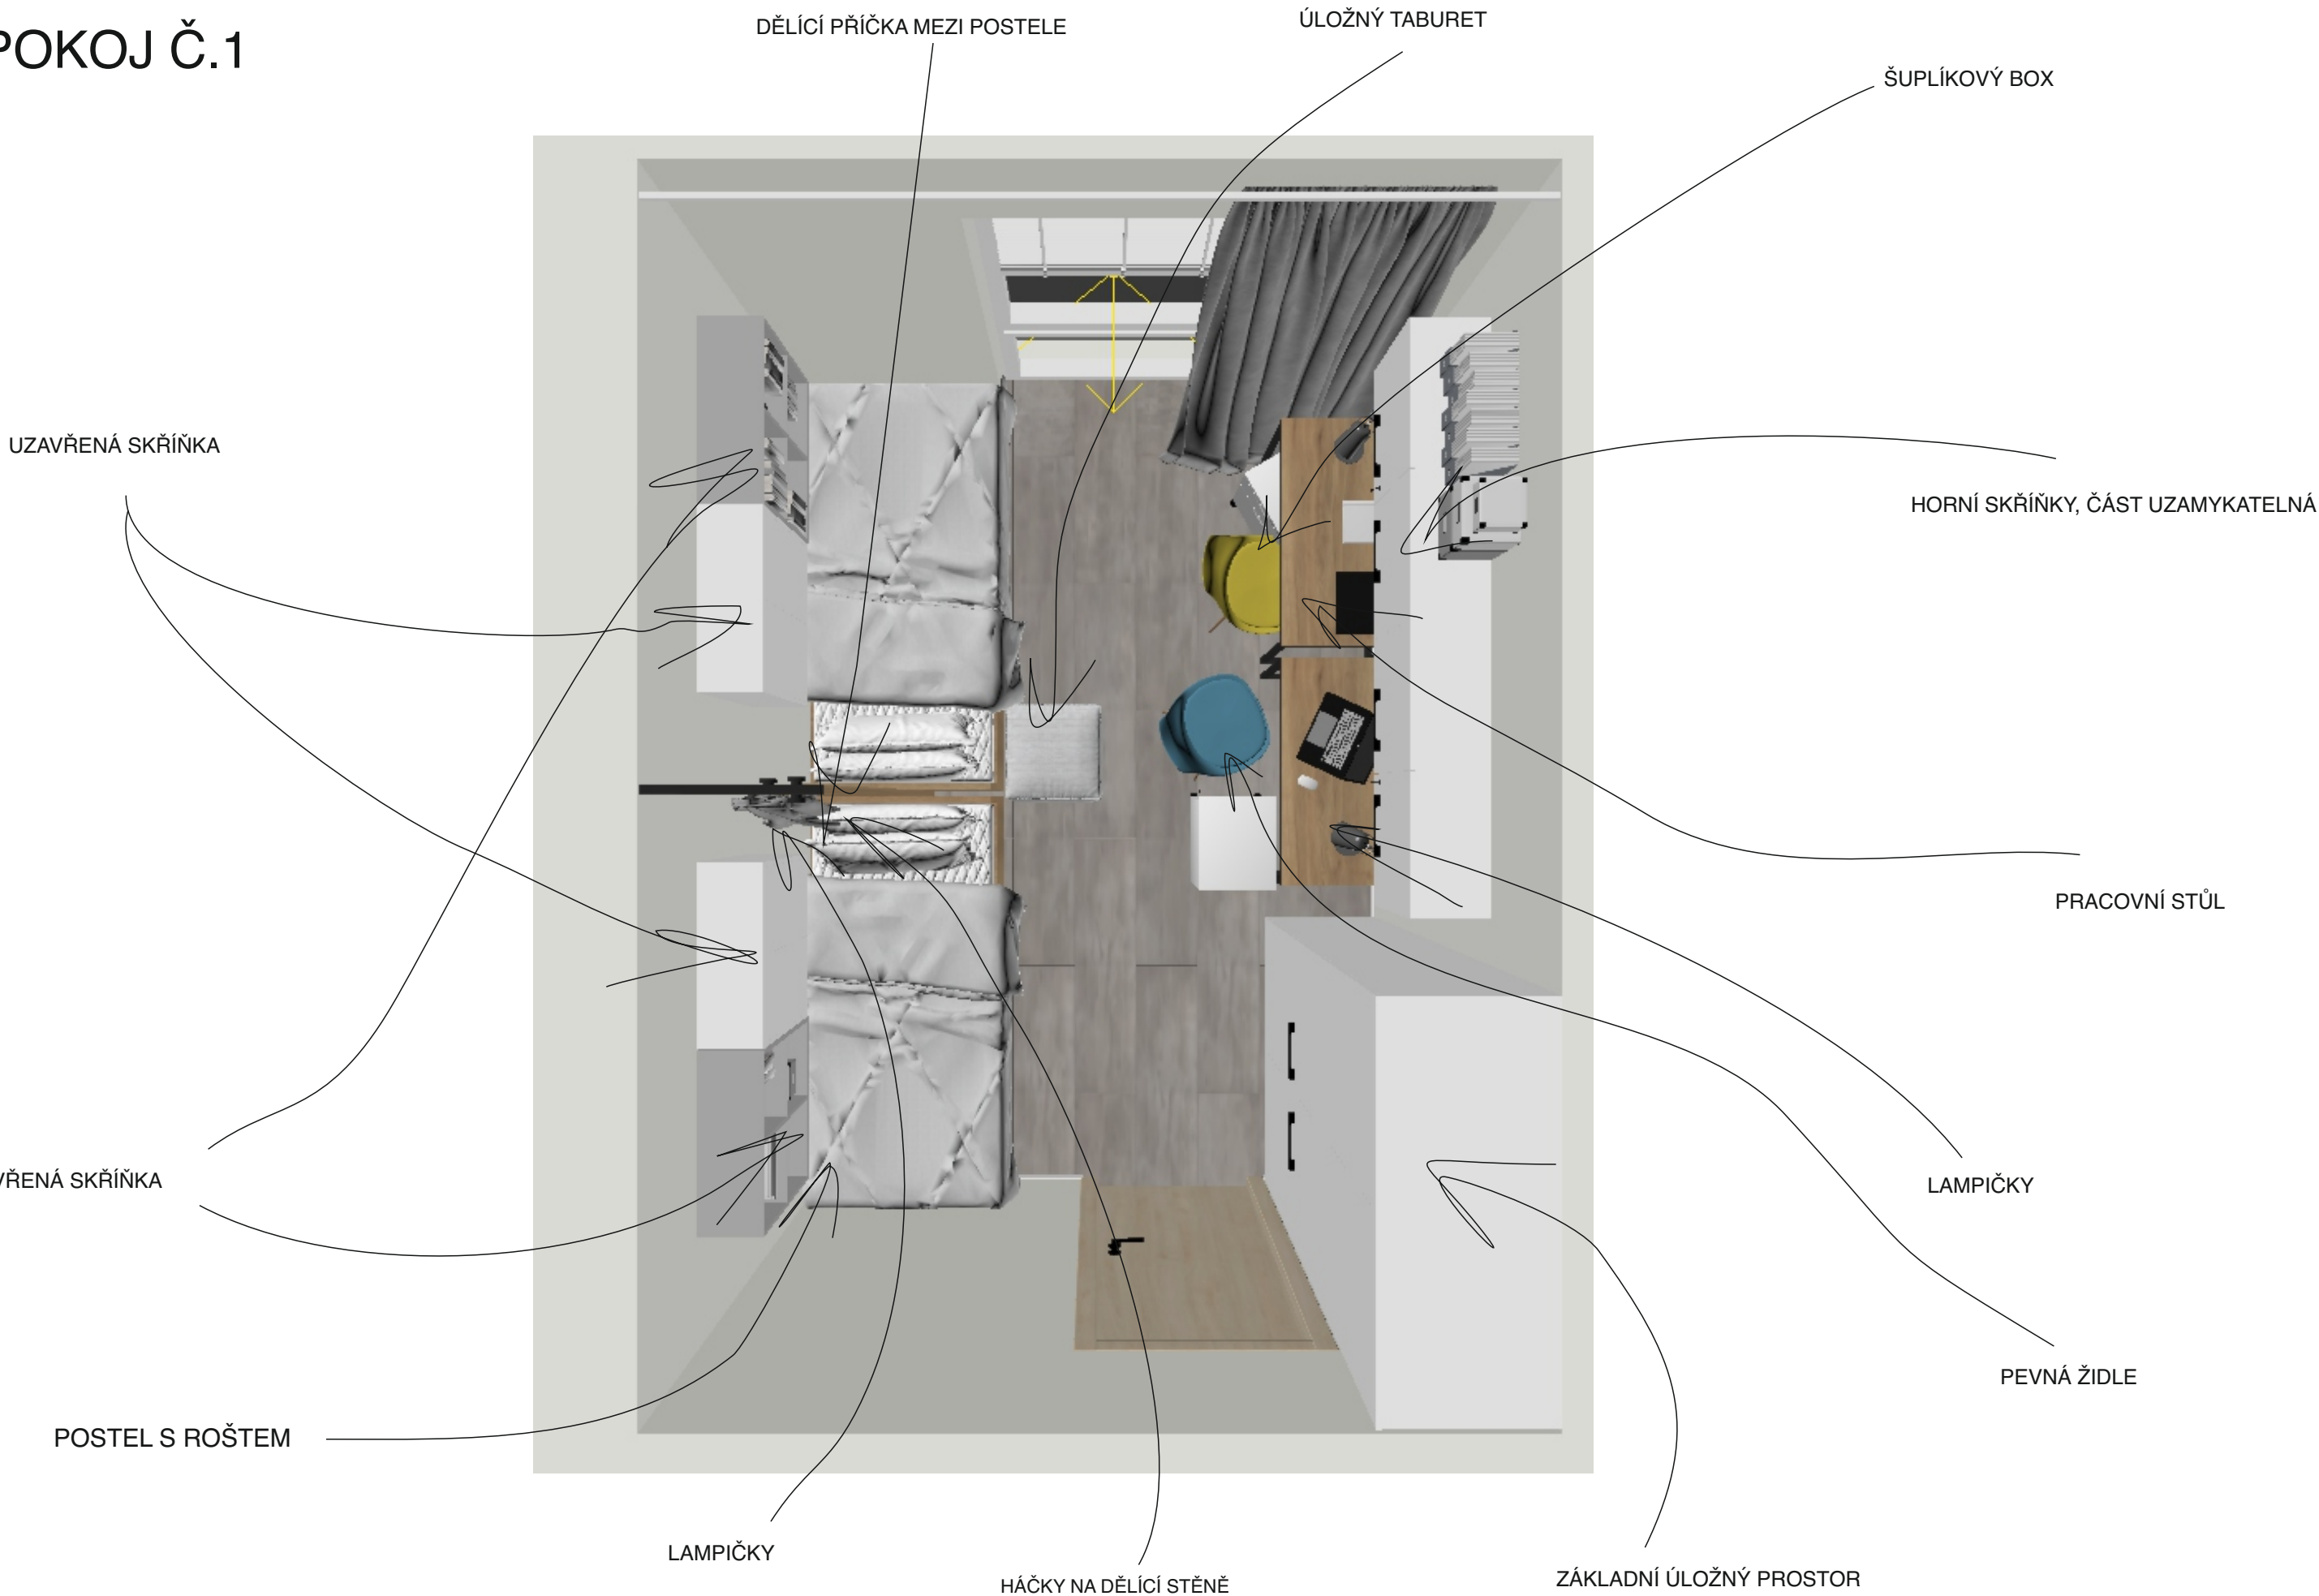 POKOJ Č.1
DĚLÍCÍ PŘÍČKA MEZI POSTELE
ÚLOŽNÝ TABURET
ŠUPLÍKOVÝ BOX
UZAVŘENÁ SKŘÍŇKA
HORNÍ SKŘÍŇKY, ČÁST UZAMYKATELNÁ
PRACOVNÍ STŮL
SKŘÍŇKA
LAMPIČKY
PEVNÁ ŽIDLE
POSTEL S ROŠTEM
LAMPIČKY
HÁČKY NA DĚLÍCÍ STĚNĚ
ZÁKLADNÍ ÚLOŽNÝ PROSTOR